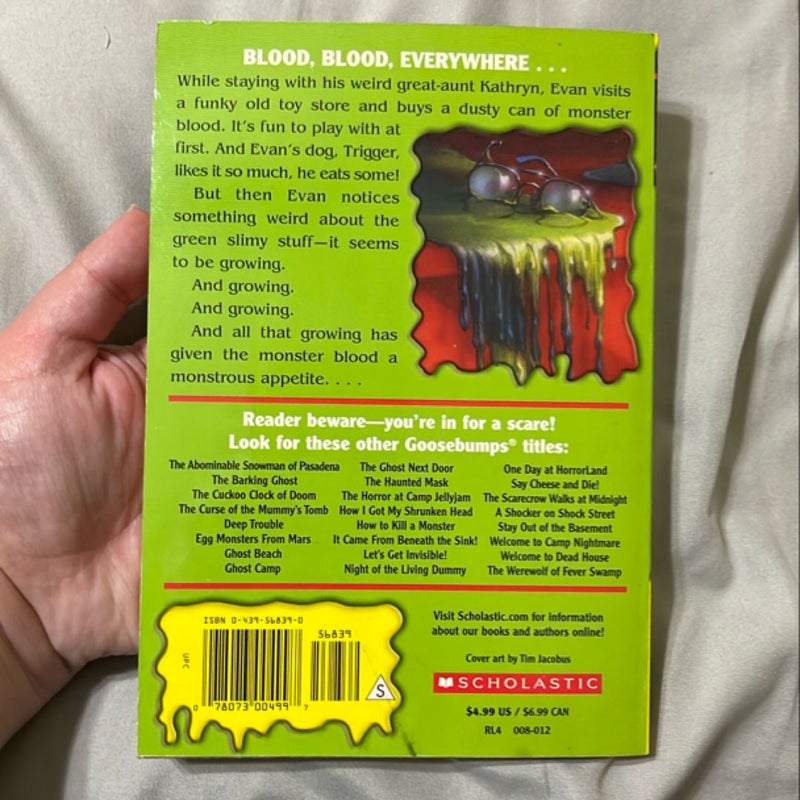 BLOOD, BLOOD, EVERYWHERE . . .
While staying with his weird great-aunt Kathryn, Evan visits
a funky old toy store and buys a dusty can of monster
blood. It's fun to play with at
first. And Evan's dog, Trigger,
likes it so much, he eats some!
But then Evan notices
something weird about the
green slimy stuff—it seems
to be growing.
And growing.
And growing.
And all that growing has
given the monster blood a
monstrous appetite. . . .
Reader beware—you're in for a scare!
Look for these other Goosebumps® titles:
The Abominable Snowman of Pasadena
The Barking Ghost
The Cuckoo Clock of Doom
The Curse of the Mummy's Tomb
Deep Trouble
Egg Monsters From Mars
Ghost Beach
Ghost Camp
The Ghost Next Door
The Haunted Mask
The Horror at Camp Jellyjam
How I Got My Shrunken Head
How to Kill a Monster
It Came From Beneath the Sink!
Let's Get Invisible!
Night of the Living Dummy
One Day at HorrorLand
Say Cheese and Die!
The Scarecrow Walks at Midnight
A Shocker on Shock Street
Stay Out of the Basement
Welcome to Camp Nightmare
Welcome to Dead House
The Werewolf of Fever Swamp
ISBN 0-439-56839-0
56839
UPC
S
0 78073 00499 7
Visit Scholastic.com for information
about our books and authors online!
Cover art by Tim Jacobus
SCHOLASTIC
$4.99 US / $6.99 CAN
RL4 008-012